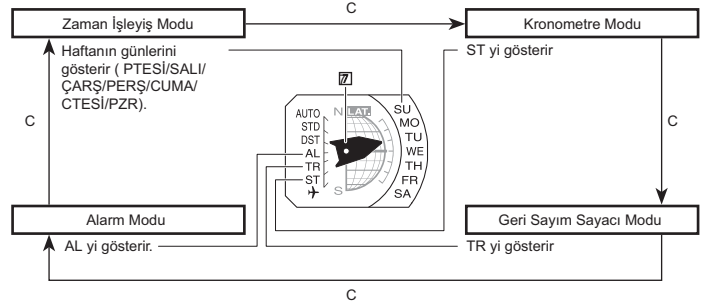 C
Zaman İşleyiş Modu
Kronometre Modu
Haftanın günlerini
gösterir ( PTESİ/SALI/
ÇARŞ/PERŞ/CUMA/
CTESİ/PZR).
ST yi gösterir
7
AUTO
STD
DST
AL
TR
ST
N
LAT.
S
SU
MO
TU
WE
TH
FR
SA
C
C
Alarm Modu
Geri Sayım Sayacı Modu
AL yi gösterir.
TR yi gösterir
C